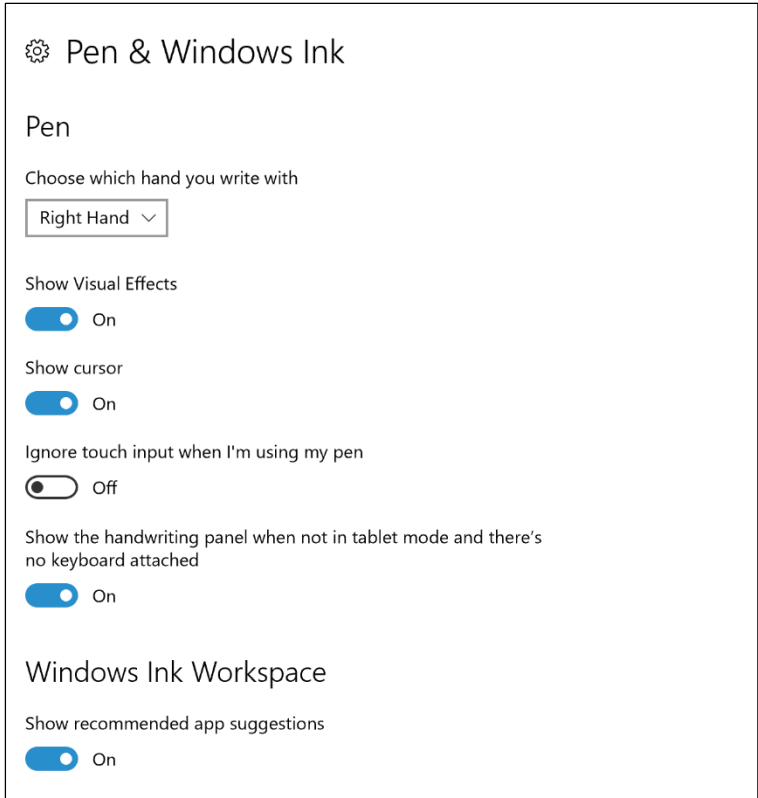 Pen & Windows Ink
Pen
Choose which hand you write with
Right Hand
Show Visual Effects
On
Show cursor
On
Ignore touch input when I'm using my pen
Off
Show the handwriting panel when not in tablet mode and there’s
no keyboard attached
On
Windows Ink Workspace
Show recommended app suggestions
On